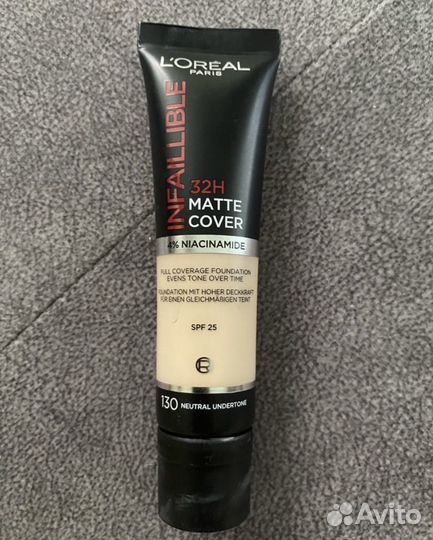 L'ORÉAL
PARIS
INFAILLIBLE
32H
MATTE
COVER
4% NIACINAMIDE
FULL COVERAGE FOUNDATION
EVENS TONE OVER TIME
FOUNDATION MIT HOHER DECKKRAFT
FÜR EINEN GLEICHMÄßIGEN TEINT
SPF 25
130 NEUTRAL UNDERTONE
Avito